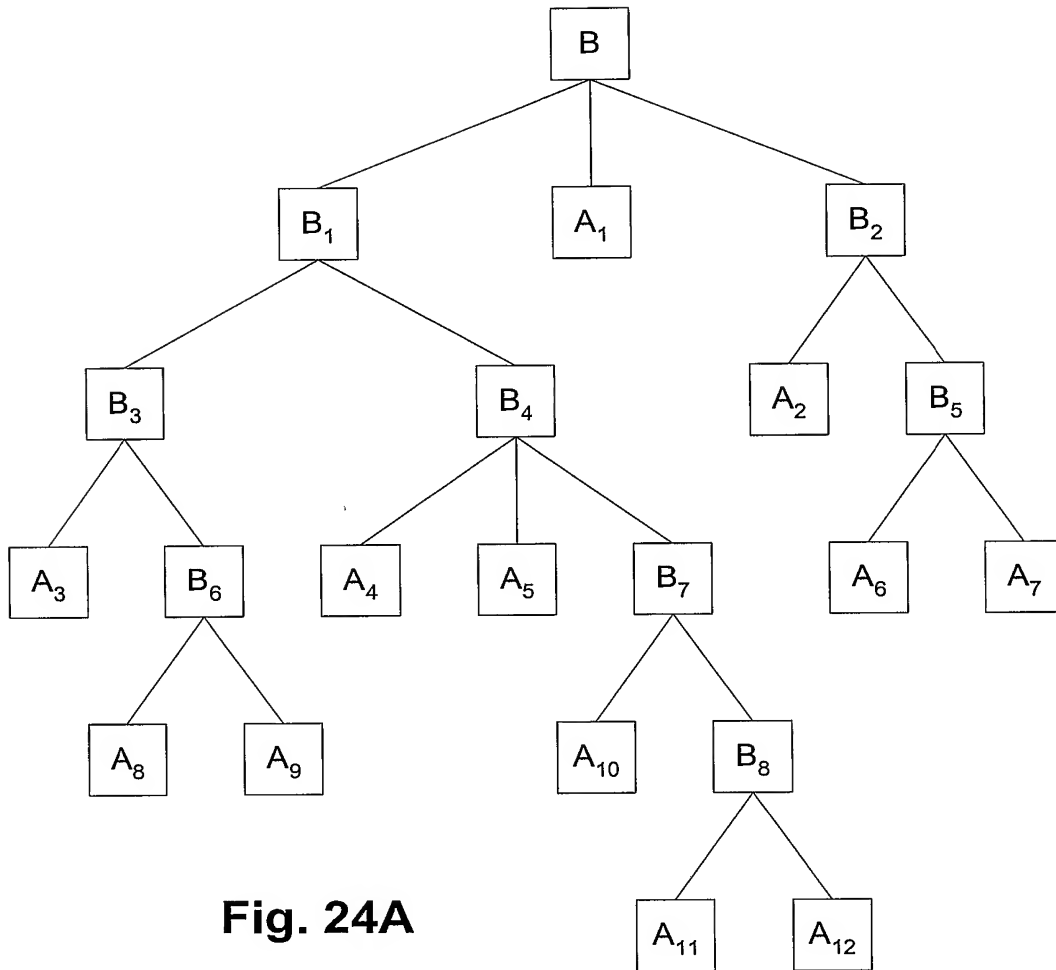 B
B₁ A₁ B₂
B₃ B₄ A₂ B₅
A₃ B₆ A₄ A₅ B₇ A₆ A₇
A₈ A₉ A₁₀ B₈
A₁₁ A₁₂
Fig. 24A